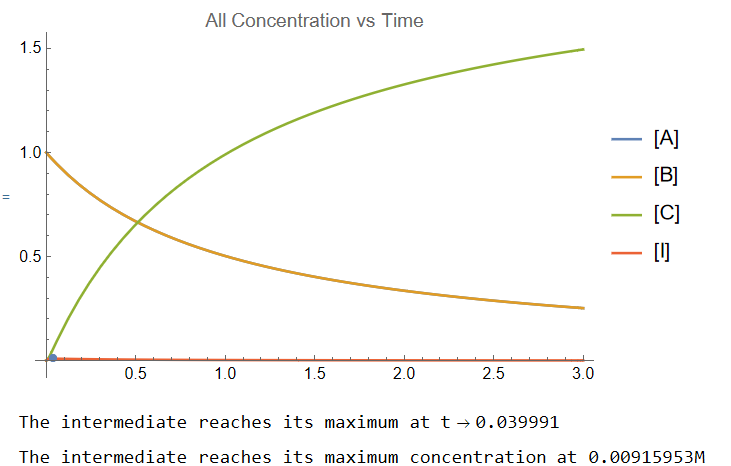 All Concentration vs Time
1.5
1.0
0.5
0.5 1.0 1.5 2.0 2.5 3.0
[A]
[B]
[C]
[I]
=
The intermediate reaches its maximum at t → 0.039991
The intermediate reaches its maximum concentration at 0.00915953M